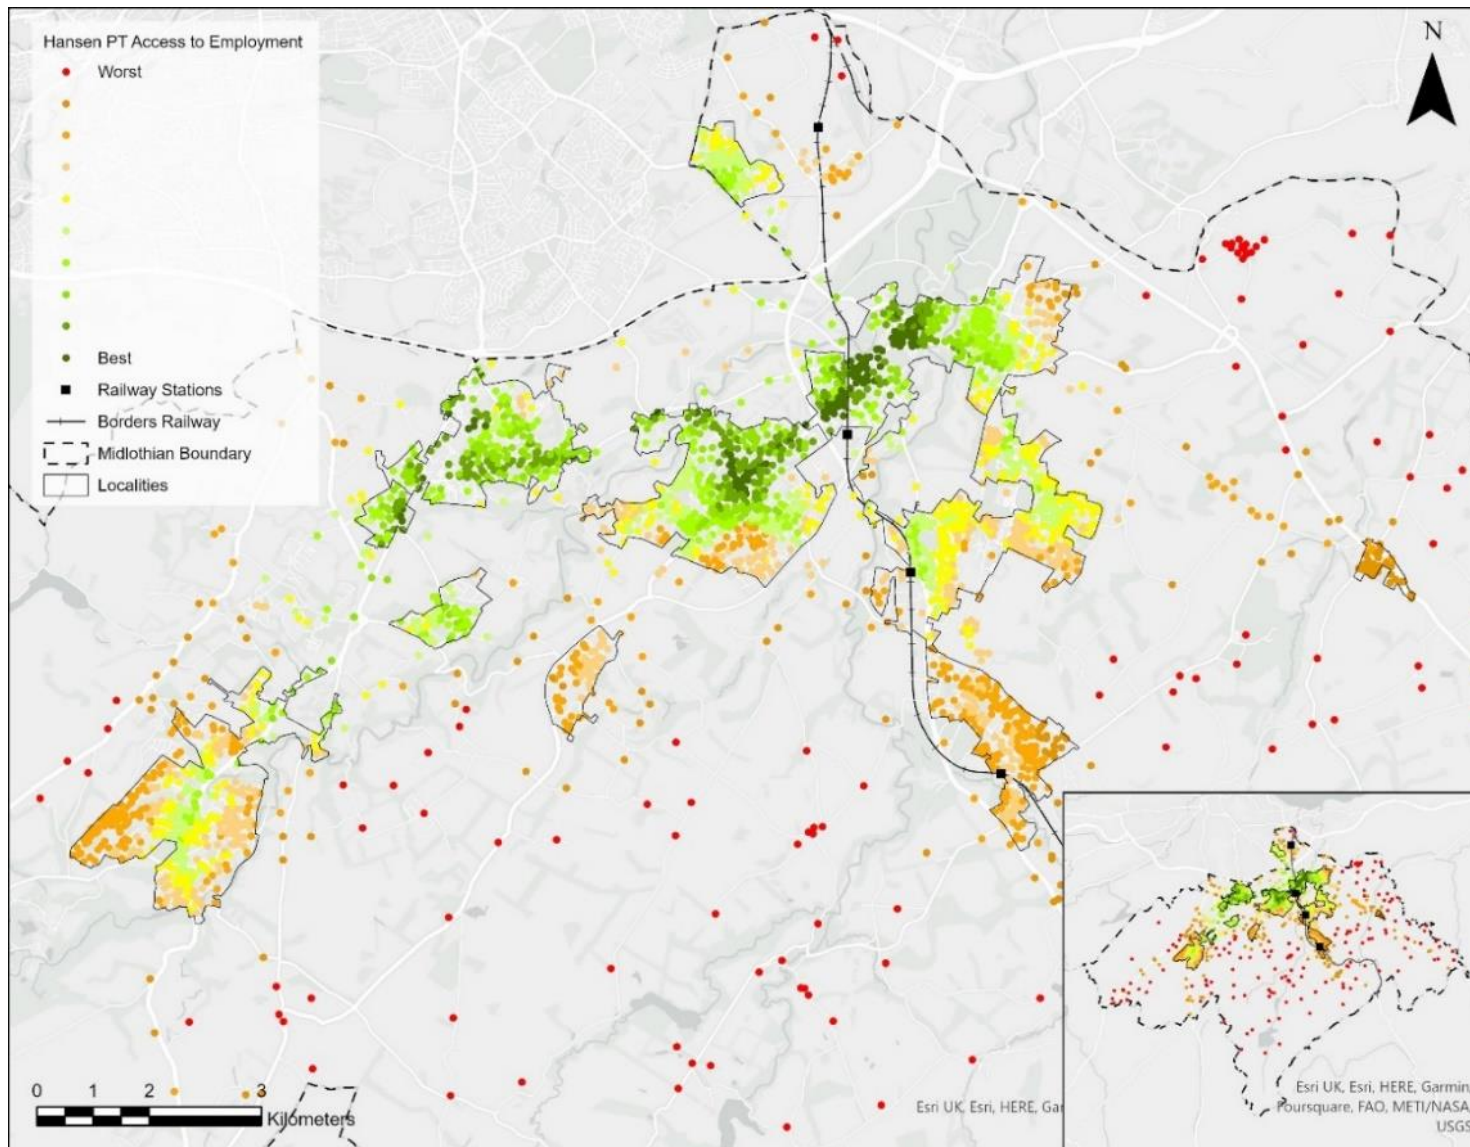 Hansen PT Access to Employment
Worst
Best
Railway Stations
Borders Railway
Midlothian Boundary
Localities
N
0 1 2 3
Kilometers
Esri UK, Esri, HERE, Gar
Esri UK, Esri, HERE, Garmin,
Foursquare, FAO, METI/NASA,
USGS